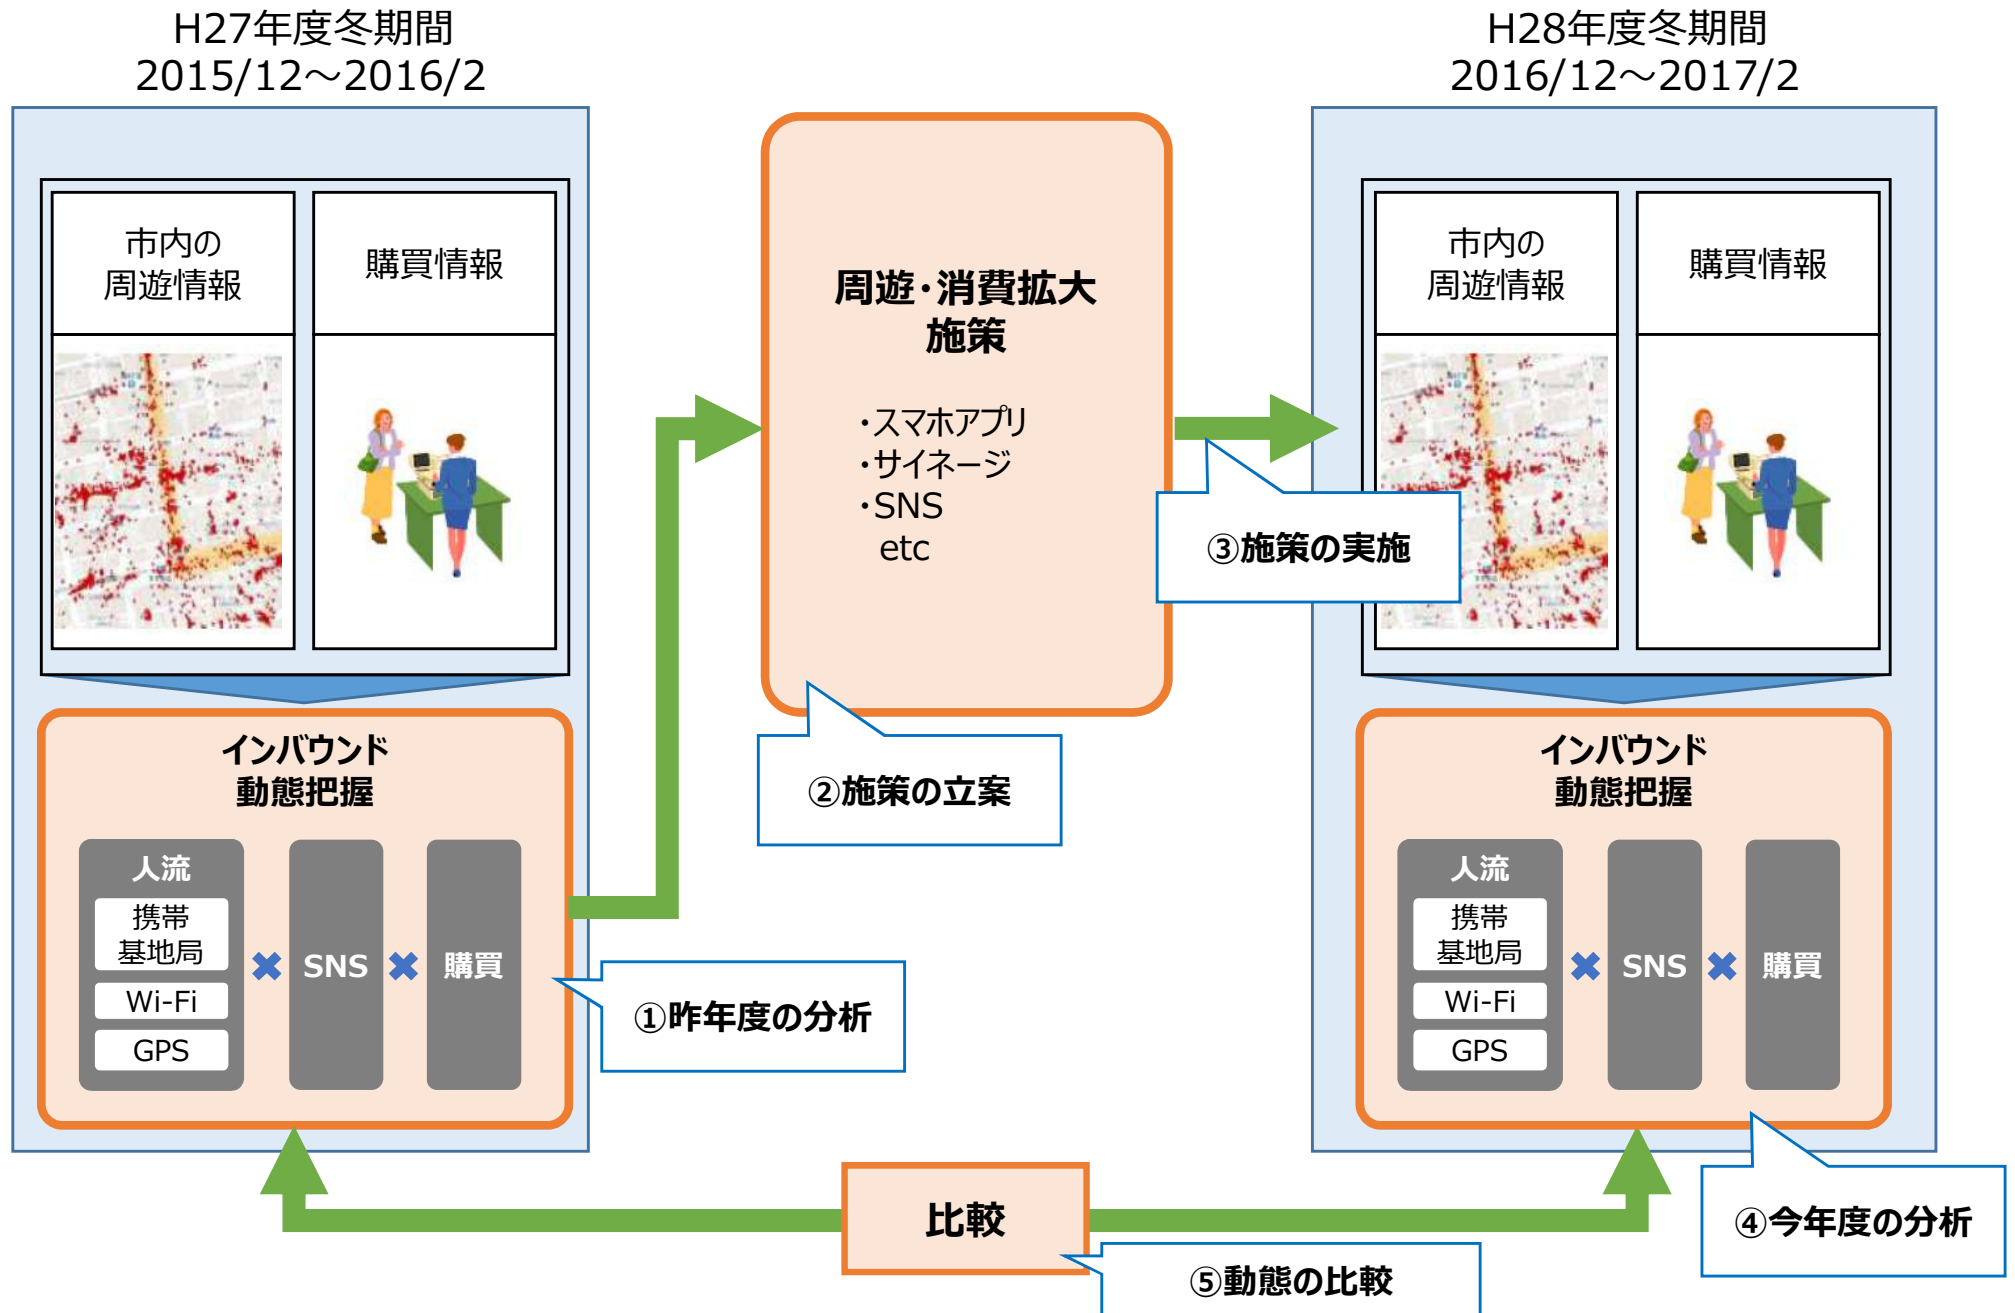 H27年度冬期間
2015/12～2016/2
市内の
周遊情報
購買情報
インバウンド
動態把握
人流
携帯
基地局
Wi-Fi
GPS
SNS
購買
①昨年度の分析
周遊・消費拡大
施策
・スマホアプリ
・サイネージ
・SNS
etc
②施策の立案
③施策の実施
H28年度冬期間
2016/12～2017/2
市内の
周遊情報
購買情報
インバウンド
動態把握
人流
携帯
基地局
Wi-Fi
GPS
SNS
購買
④今年度の分析
比較
⑤動態の比較